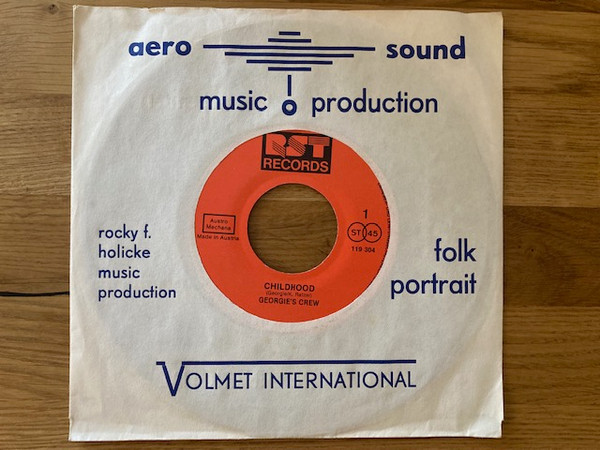 aero sound
music production
RST
RECORDS
1
Austro
Mechana
Made in Austria
ST 45
119 304
rocky f.
holicke
music
production
folk
portrait
CHILDHOOD
GEORGIE'S CREW
VOLMET INTERNATIONAL